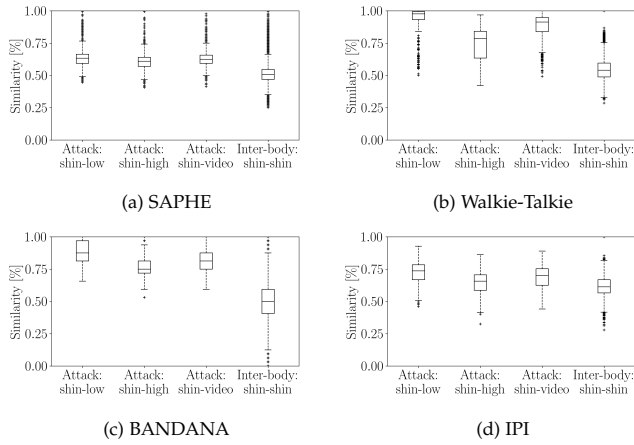 1.00
0.75
0.50
0.25
0.00
Similarity [%]
Attack: Attack: Attack: Inter-body:
shin-low shin-high shin-video shin-shin
(a) SAPHE
1.00
0.75
0.50
0.25
0.00
Similarity [%]
Attack: Attack: Attack: Inter-body:
shin-low shin-high shin-video shin-shin
(b) Walkie-Talkie
1.00
0.75
0.50
0.25
0.00
Similarity [%]
Attack: Attack: Attack: Inter-body:
shin-low shin-high shin-video shin-shin
(c) BANDANA
1.00
0.75
0.50
0.25
0.00
Similarity [%]
Attack: Attack: Attack: Inter-body:
shin-low shin-high shin-video shin-shin
(d) IPI